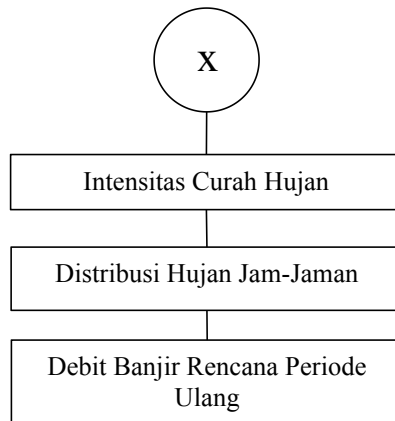 X
Intensitas Curah Hujan
Distribusi Hujan Jam-Jaman
Debit Banjir Rencana Periode
Ulang